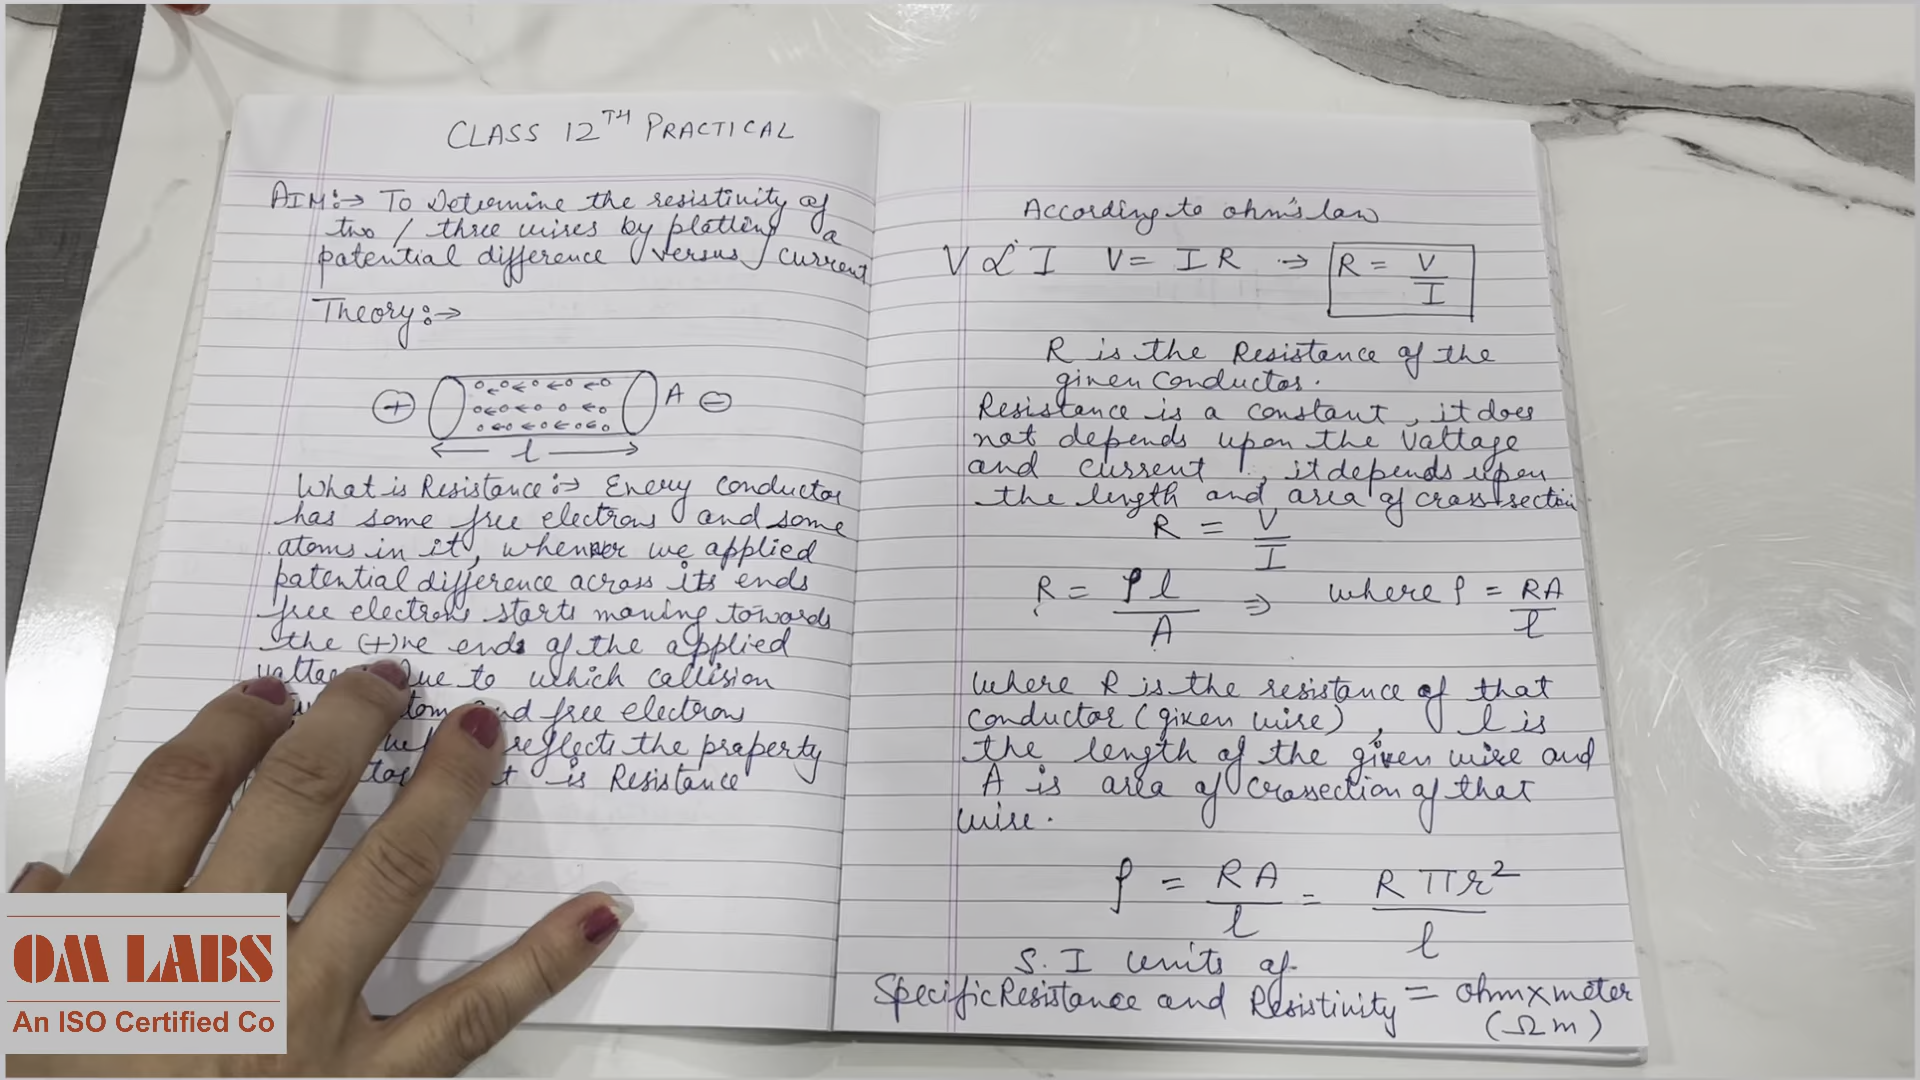 CLASS 12TH PRACTICAL
AIM:→ To Determine the resistivity of
two / three wires by plotting a
potential difference versus current
Theory:→
+ A −
l
What is Resistance:→ Every conductor
has some free electrons and some
atoms in it, whenever we applied
potential difference across its ends
free electrons starts moving towards
the (+)ve ends of the applied
Due to which collision
and free electrons
reflects the property
is Resistance
According to ohm's law
V ∝ I V = I R → R = V/I
R is the Resistance of the
given Conductor.
Resistance is a constant, it does
not depends upon the Voltage
and current, it depends upon
the length and area of cross section
R = V/I
R = ρl/A ⇒ where ρ = RA/l
Where R is the resistance of that
conductor (given wire), l is
the length of the given wire and
A is area of crossection of that
wire.
ρ = RA/l = Rπr²/l
S.I units of
Specific Resistance and Resistivity = ohm×meter
(Ωm)
OM LABS
An ISO Certified Co